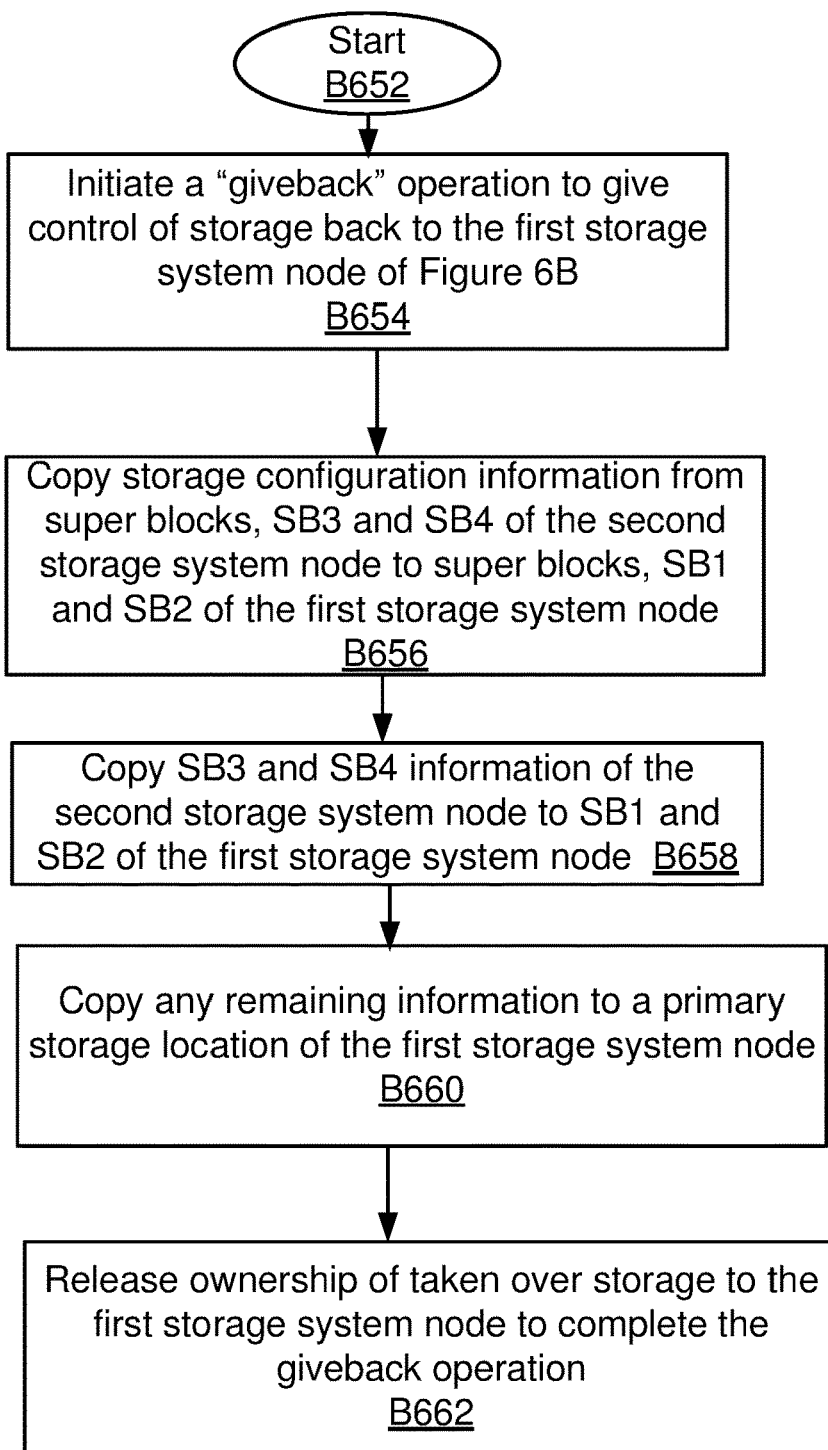 Start
B652
Initiate a “giveback” operation to give
control of storage back to the first storage
system node of Figure 6B
B654
Copy storage configuration information from
super blocks, SB3 and SB4 of the second
storage system node to super blocks, SB1
and SB2 of the first storage system node
B656
Copy SB3 and SB4 information of the
second storage system node to SB1 and
SB2 of the first storage system node B658
Copy any remaining information to a primary
storage location of the first storage system node
B660
Release ownership of taken over storage to the
first storage system node to complete the
giveback operation
B662